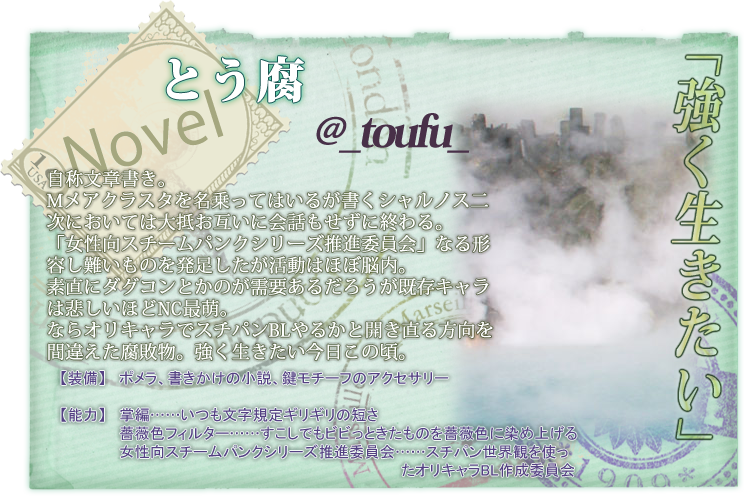 とう腐
Novel
1
USA
@_toufu_
「強く生きたい」
自称文章書き。
Mメアクラスタを名乗ってはいるが書くシャルノス二
次においては大抵お互いに会話もせずに終わる。
「女性向スチームパンクシリーズ推進委員会」なる形
容し難いものを発足したが活動はほぼ脳内。
素直にダグコンとかのが需要あるだろうが既存キャラ
は悲しいほどNC最萌。
ならオリキャラでスチパンBLやるかと開き直る方向を
間違えた腐敗物。強く生きたい今日この頃。
【装備】 ポメラ、書きかけの小説、鍵モチーフのアクセサリー
【能力】 掌編……いつも文字規定ギリギリの短さ
薔薇色フィルター……すこしでもピピっときたものを薔薇色に染め上げる
女性向スチームパンクシリーズ推進委員会……スチパン世界観を使っ
たオリキャラBL作成委員会
London
1909*